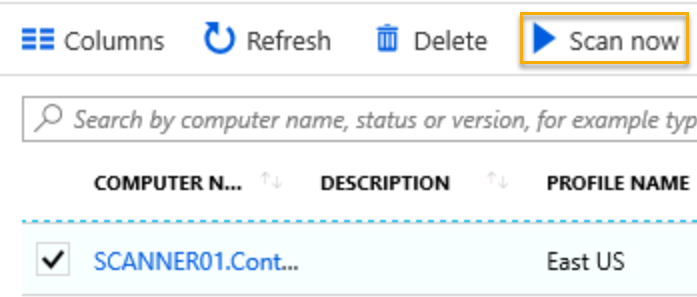 Columns Refresh Delete Scan now
Search by computer name, status or version, for example typ
COMPUTER N... DESCRIPTION PROFILE NAME
SCANNER01.Cont... East US